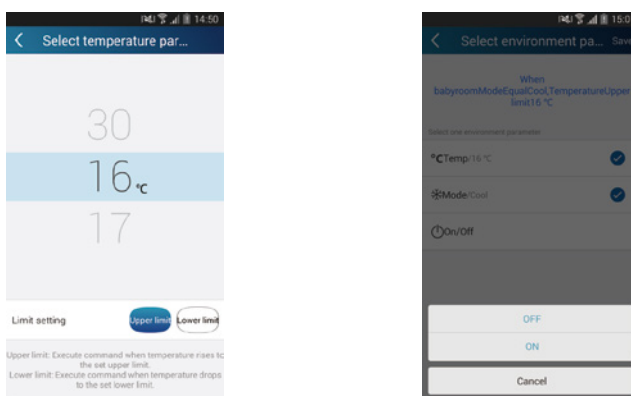 14:50
Select temperature par...
30
16 °C
17
Limit setting
Upper limit
Lower limit
Upper limit: Execute command when temperature rises to
the set upper limit.
Lower limit: Execute command when temperature drops
to the set lower limit.
15:0
Select environment pa... Save
When
babyroomModeEqualCool,TemperatureUpper
limit16 °C
Select one environment parameter
°CTemp/16 °C
Mode/Cool
On/Off
OFF
ON
Cancel